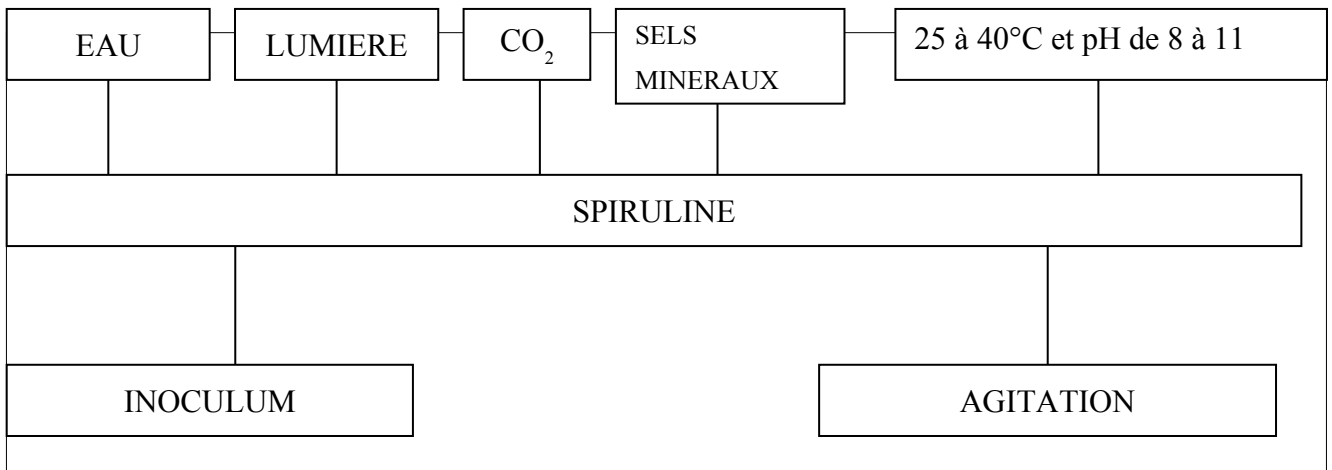 EAU
LUMIERE
CO₂
SELS
MINERAUX
25 à 40°C et pH de 8 à 11
SPIRULINE
INOCULUM
AGITATION